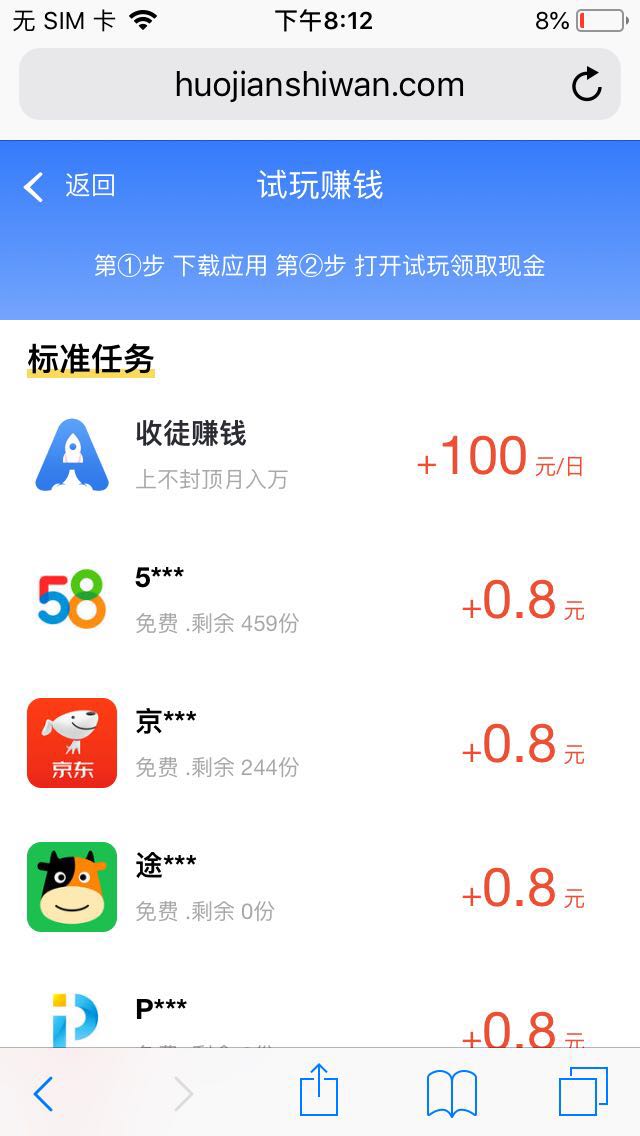 无 SIM 卡 下午8:12 8%
huojianshiwan.com
返回 试玩赚钱
第①步 下载应用 第②步 打开试玩领取现金
标准任务
收徒赚钱
上不封顶月入万
+100 元/日
58
5***
免费 .剩余 459份
+0.8 元
京东
京***
免费 .剩余 244份
+0.8 元
途***
免费 .剩余 0份
+0.8 元
P***
+0.8 元